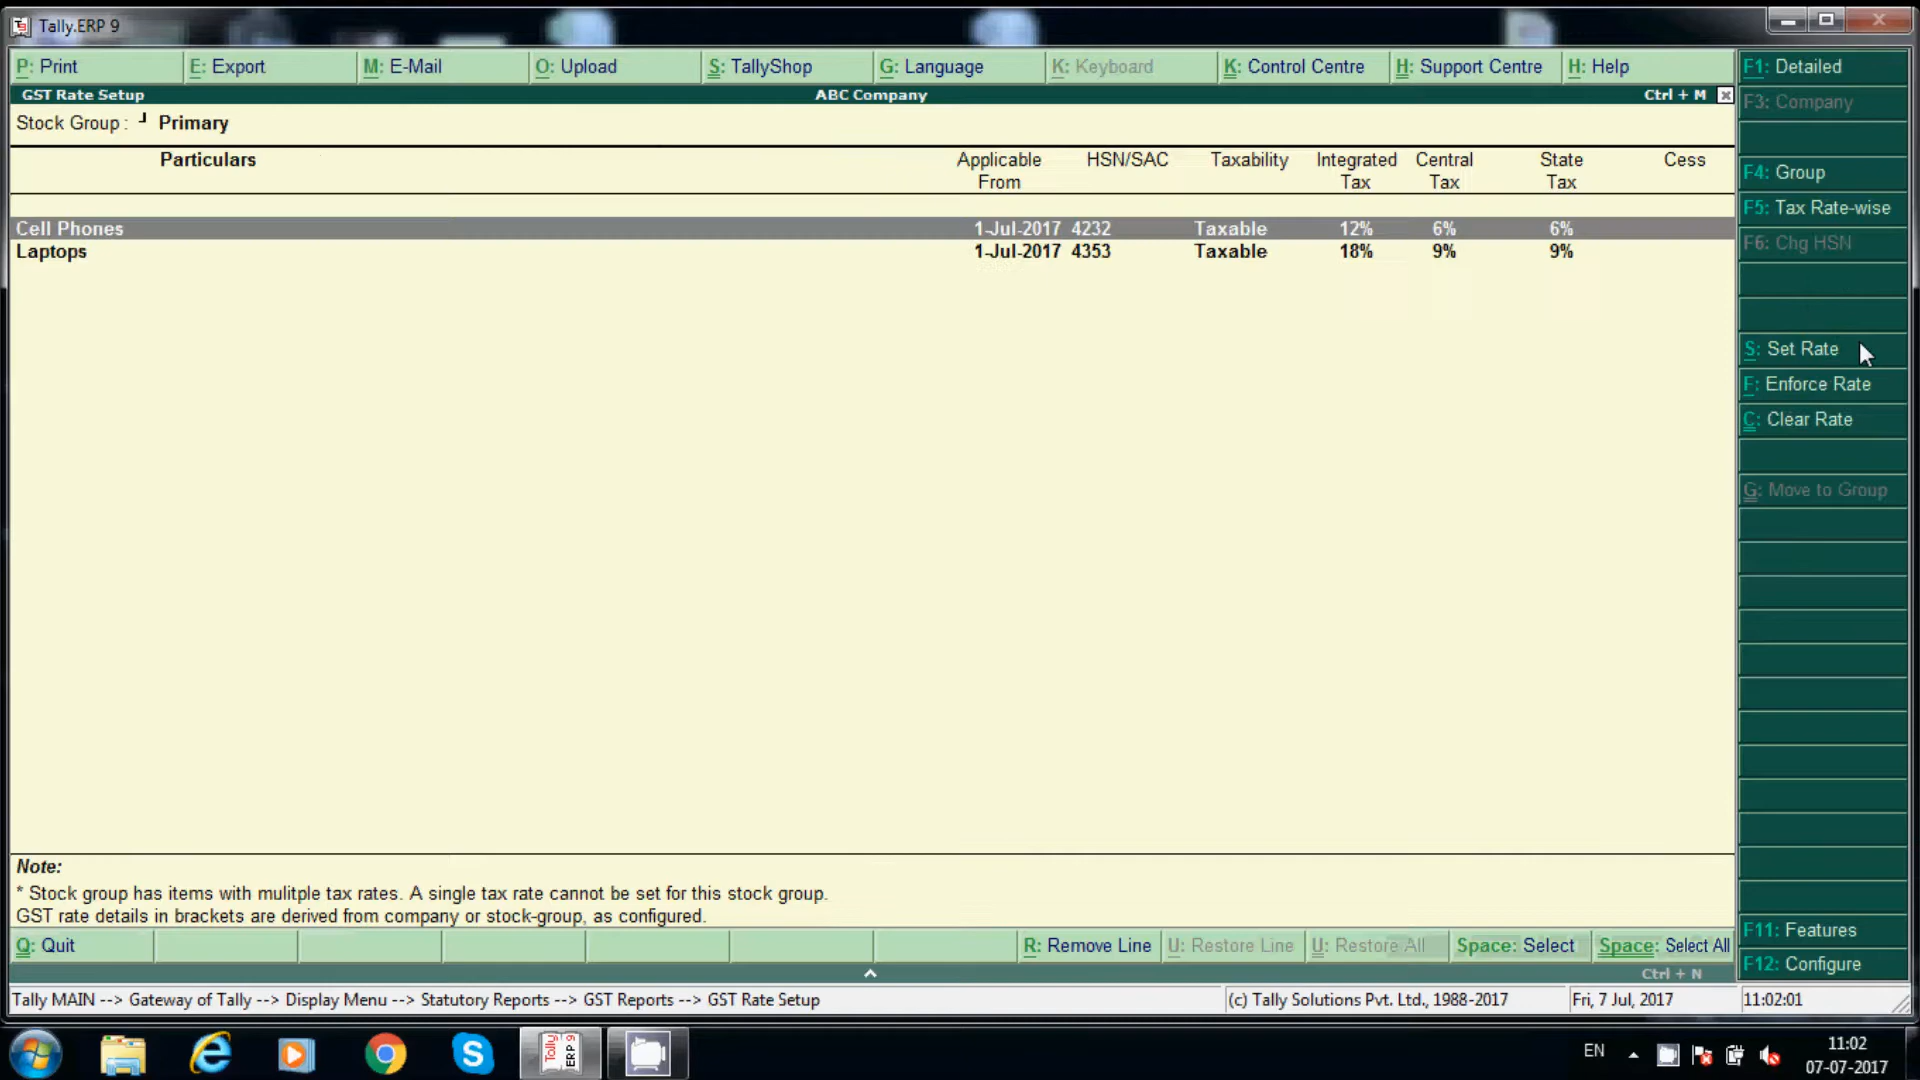 Tally.ERP 9
P: Print E: Export M: E-Mail O: Upload S: TallyShop G: Language K: Keyboard K: Control Centre H: Support Centre H: Help
GST Rate Setup ABC Company Ctrl + M
Stock Group : Primary
Particulars Applicable From HSN/SAC Taxability Integrated Tax Central Tax State Tax Cess
Cell Phones 1-Jul-2017 4232 Taxable 12% 6% 6%
Laptops 1-Jul-2017 4353 Taxable 18% 9% 9%
Note:
* Stock group has items with mulitple tax rates. A single tax rate cannot be set for this stock group.
GST rate details in brackets are derived from company or stock-group, as configured.
Q: Quit R: Remove Line U: Restore Line U: Restore All Space: Select Space: Select All
Ctrl + N
F1: Detailed
F3: Company
F4: Group
F5: Tax Rate-wise
F6: Chg HSN
S: Set Rate
F: Enforce Rate
C: Clear Rate
G: Move to Group
F11: Features
F12: Configure
Tally MAIN --> Gateway of Tally --> Display Menu --> Statutory Reports --> GST Reports --> GST Rate Setup (c) Tally Solutions Pvt. Ltd., 1988-2017 Fri, 7 Jul, 2017 11:02:01
Tally ERP 9
EN
11:02
07-07-2017